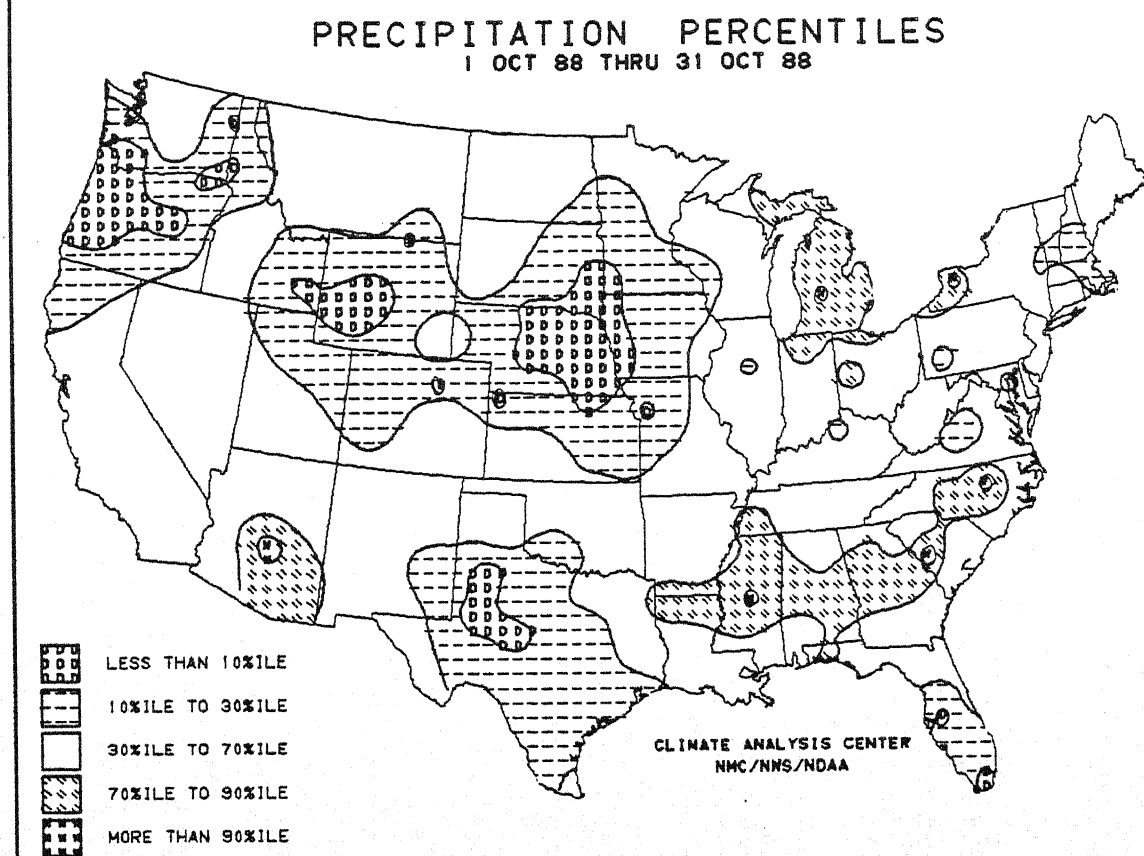 PRECIPITATION PERCENTILES
1 OCT 88 THRU 31 OCT 88
LESS THAN 10%ILE
10%ILE TO 30%ILE
30%ILE TO 70%ILE
70%ILE TO 90%ILE
MORE THAN 90%ILE
CLIMATE ANALYSIS CENTER
NMC/NWS/NOAA